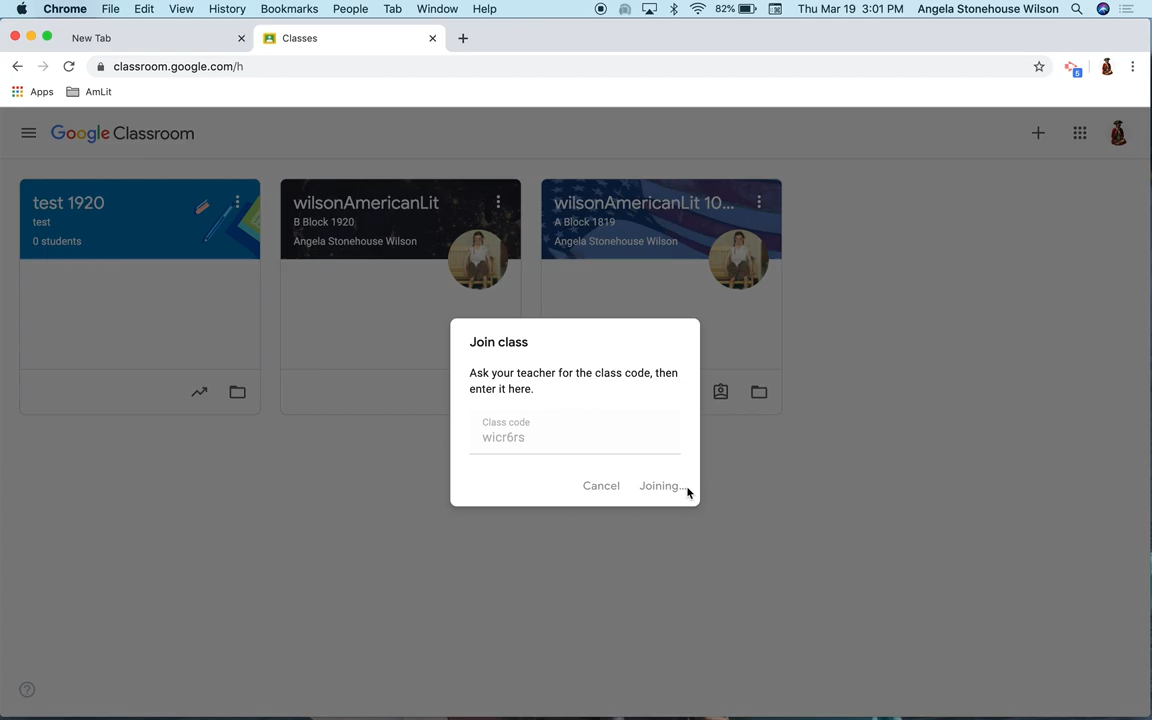 Chrome File Edit View History Bookmarks People Tab Window Help 82% Thu Mar 19 3:01 PM Angela Stonehouse Wilson
New Tab Classes
classroom.google.com/h 5
Apps AmLit
Google Classroom
test 1920
test
0 students
wilsonAmericanLit
B Block 1920
Angela Stonehouse Wilson
wilsonAmericanLit 10...
A Block 1819
Angela Stonehouse Wilson
Join class
Ask your teacher for the class code, then
enter it here.
Class code
wicr6rs
Cancel Joining...